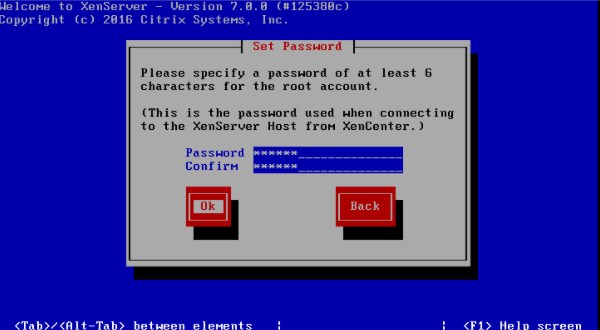 Welcome to XenServer - Version 7.0.0 (#125380c)
Copyright (c) 2016 Citrix Systems, Inc.
Set Password
Please specify a password of at least 6
characters for the root account.
(This is the password used when connecting
to the XenServer Host from XenCenter.)
Password ******______________
Confirm ******______________
Ok Back
<Tab>/<Alt-Tab> between elements | | <F1> Help screen